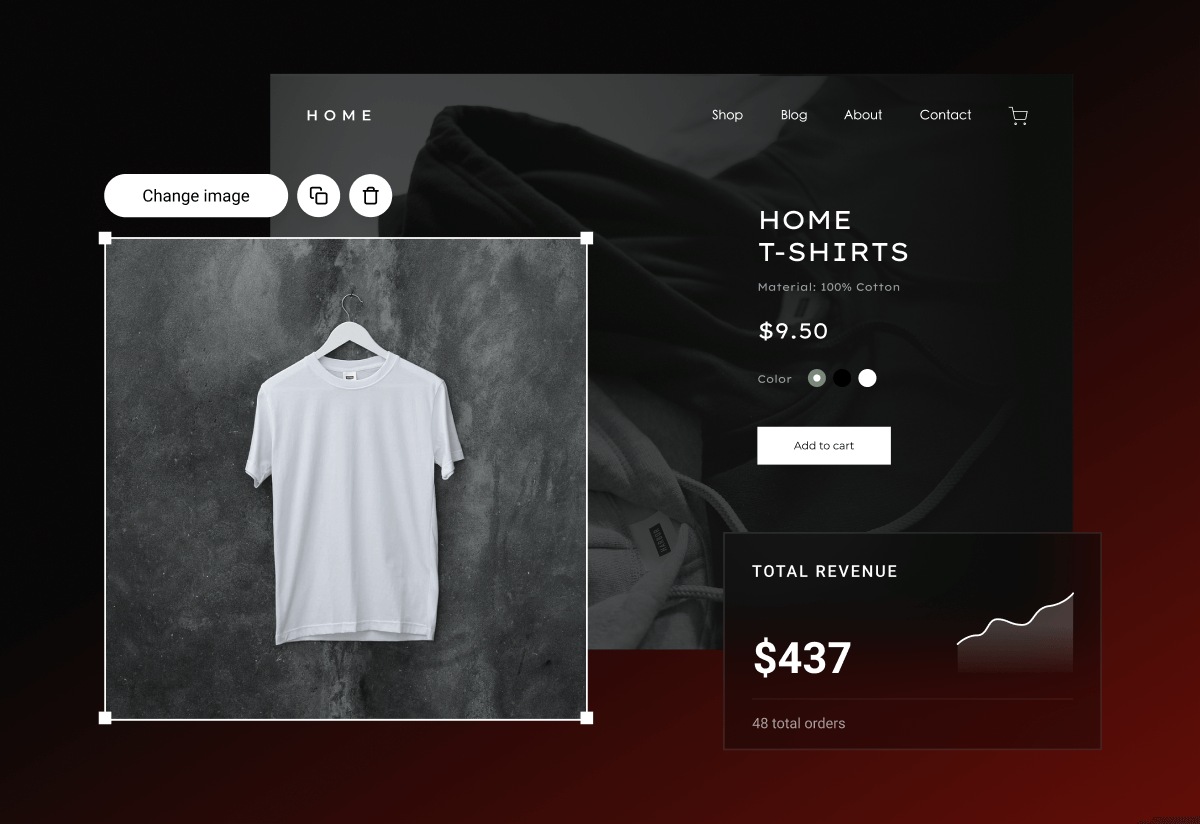 HOME
Shop
Blog
About
Contact
Change image
HOME
T-SHIRTS
Material: 100% Cotton
$9.50
Color
Add to cart
TOTAL REVENUE
$437
48 total orders